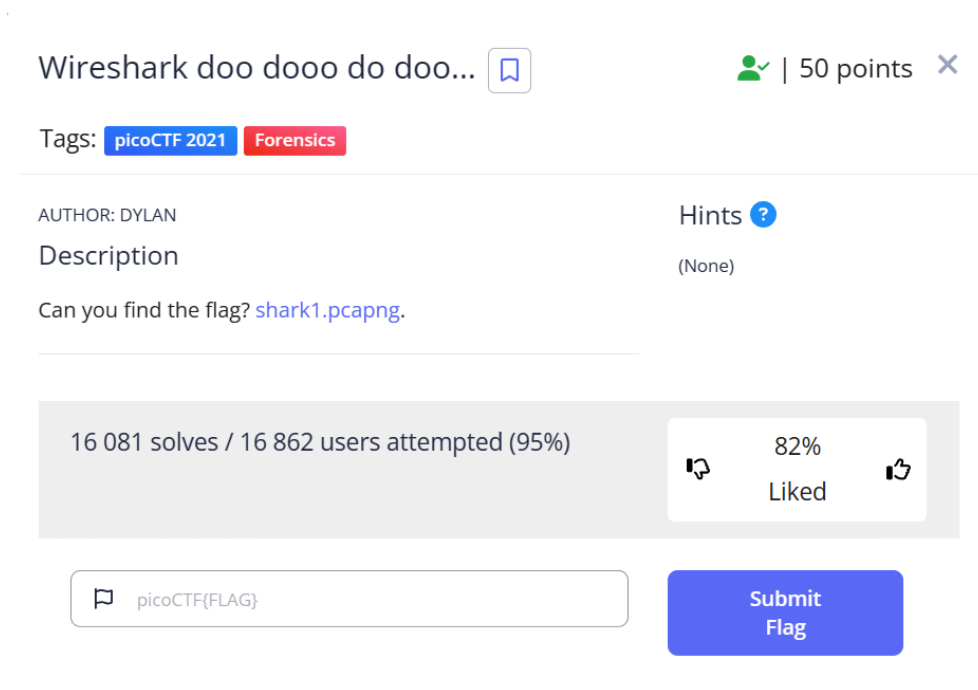 Wireshark doo dooo do doo...
| 50 points
Tags: picoCTF 2021 Forensics
AUTHOR: DYLAN
Description
Can you find the flag? shark1.pcapng.
Hints ?
(None)
16 081 solves / 16 862 users attempted (95%)
82%
Liked
picoCTF{FLAG}
Submit
Flag